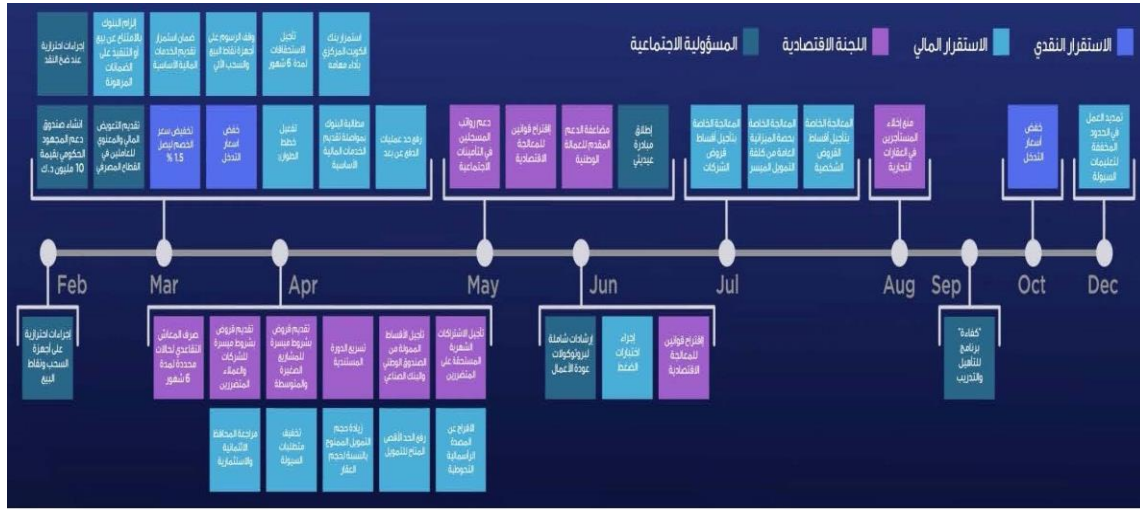 الاستقرار النقدي
الاستقرار المالي
اللجنة الاقتصادية
المسؤولية الاجتماعية
إجراءات احترازية
عند ضخ النقد
إلزام البنوك
بالامتناع عن بيع
أو التنفيذ على
الضمانات
المرهونة
ضمان استمرار
تقديم الخدمات
المالية الأساسية
وقف الرسوم على
أجهزة نقاط البيع
والسحب الآلي
تأجيل
الاستحقاقات
لمدة 6 شهور
استمرار بنك
الكويت المركزي
بأداء مهامه
انشاء صندوق
دعم المجهود
الحكومي بقيمة
10 مليون د.ك
تقديم التعويض
المالي والمعنوي
للعاملين في
القطاع المصرفي
تخفيض سعر
الخصم ليصل
1.5 %
خفض
أسعار
التدخل
تفعيل
خطط
الطوارئ
مطالبة البنوك
بمواصلة تقديم
الخدمات المالية
الأساسية
رفع حد عمليات
الدفع عن بعد
دعم رواتب
المسجلين
في التأمينات
الاجتماعية
إقتراح قوانين
للمعالجة
الاقتصادية
مضاعفة الدعم
المقدم للعمالة
الوطنية
إطلاق
مبادرة
عيديتي
المعالجة الخاصة
بتأجيل أقساط
قروض
الشركات
المعالجة الخاصة
بحصة الميزانية
العامة من كلفة
التمويل الميسر
المعالجة الخاصة
بتأجيل أقساط
القروض
الشخصية
منع إخلاء
المستأجرين
في العقارات
التجارية
خفض
أسعار
التدخل
تمديد العمل
في الحدود
المخففة
لتعليمات
السيولة
Feb
Mar
Apr
May
Jun
Jul
Aug
Sep
Oct
Dec
إجراءات احترازية
على أجهزة
السحب ونقاط
البيع
صرف المعاش
التقاعدي لحالات
محددة لمدة
6 شهور
تقديم قروض
بشروط ميسرة
للشركات
والعملاء
المتضررين
تقديم قروض
بشروط ميسرة
للمشاريع
الصغيرة
والمتوسطة
تسريع الدورة
المستندية
تأجيل الأقساط
الممولة من
الصندوق الوطني
والبنك الصناعي
تأجيل الاشتراكات
الشهرية
المستحقة على
المتضررين
إرشادات شاملة
لبروتوكولات
عودة الأعمال
إجراء
اختبارات
الضغط
إقتراح قوانين
للمعالجة
الاقتصادية
"كفاءة"
برنامج
للتأهيل
والتدريب
مراجعة المحافظ
الائتمانية
والاستثمارية
تخفيف
متطلبات
السيولة
زيادة حجم
التمويل الممنوح
بالنسبة لحجم
العقار
رفع الحد الأقصى
المتاح للتمويل
الافراج عن
المصدة
الرأسمالية
التحوطية